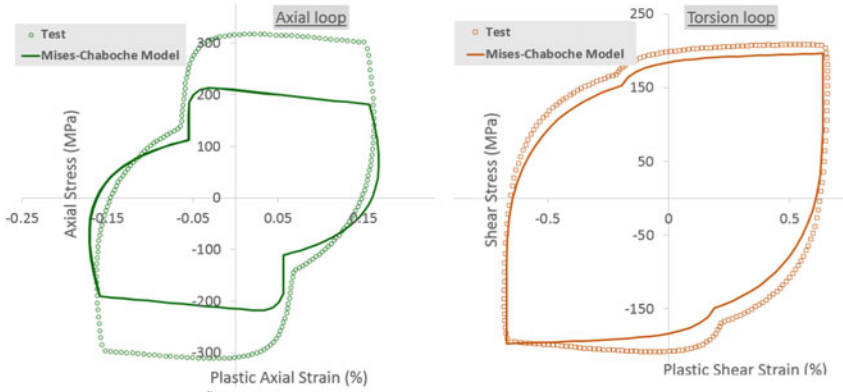 Axial loop
Test
Mises-Chaboche Model
Axial Stress (MPa)
300
200
100
0
-100
-200
-300
-0.25
-0.15
-0.05
0.05
0.15
Plastic Axial Strain (%)
Torsion loop
Test
Mises-Chaboche Model
Shear Stress (MPa)
250
150
50
-50
-150
-0.5
0
0.5
Plastic Shear Strain (%)